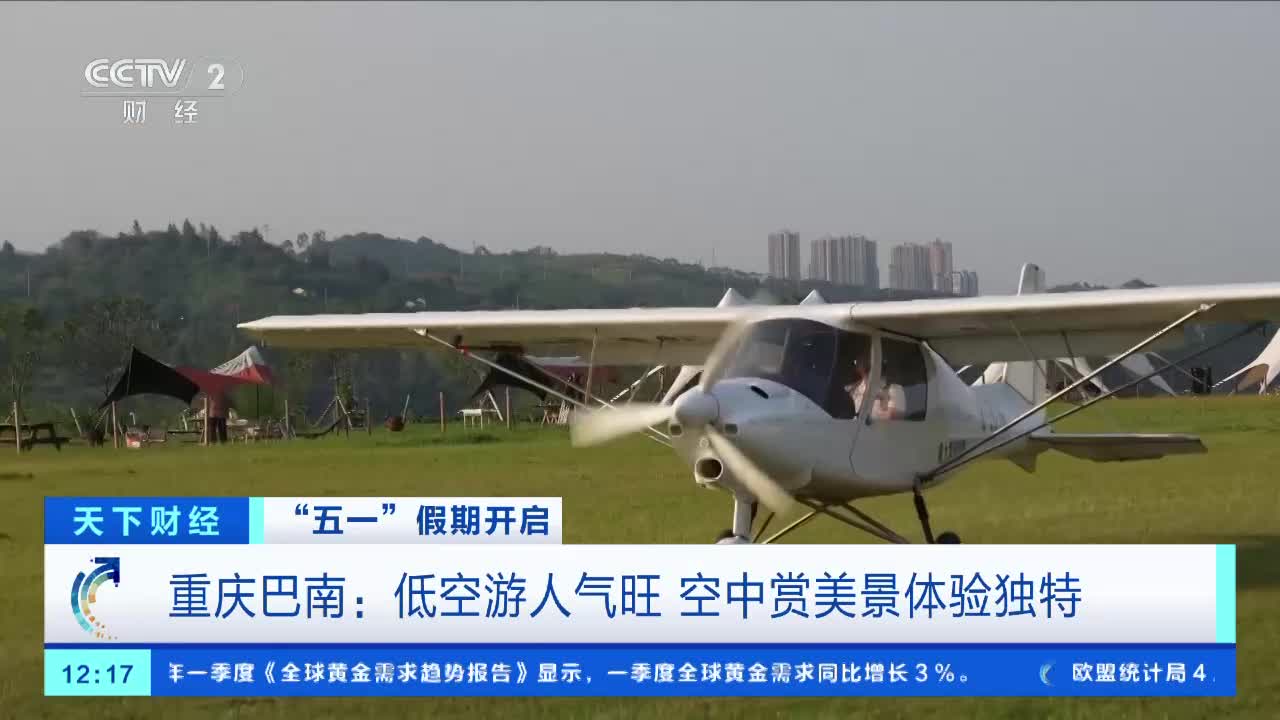 CCTV 2
财 经
天下财经
“五一”假期开启
重庆巴南：低空游人气旺 空中赏美景体验独特
12:17
年一季度《全球黄金需求趋势报告》显示，一季度全球黄金需求同比增长3%。 欧盟统计局4